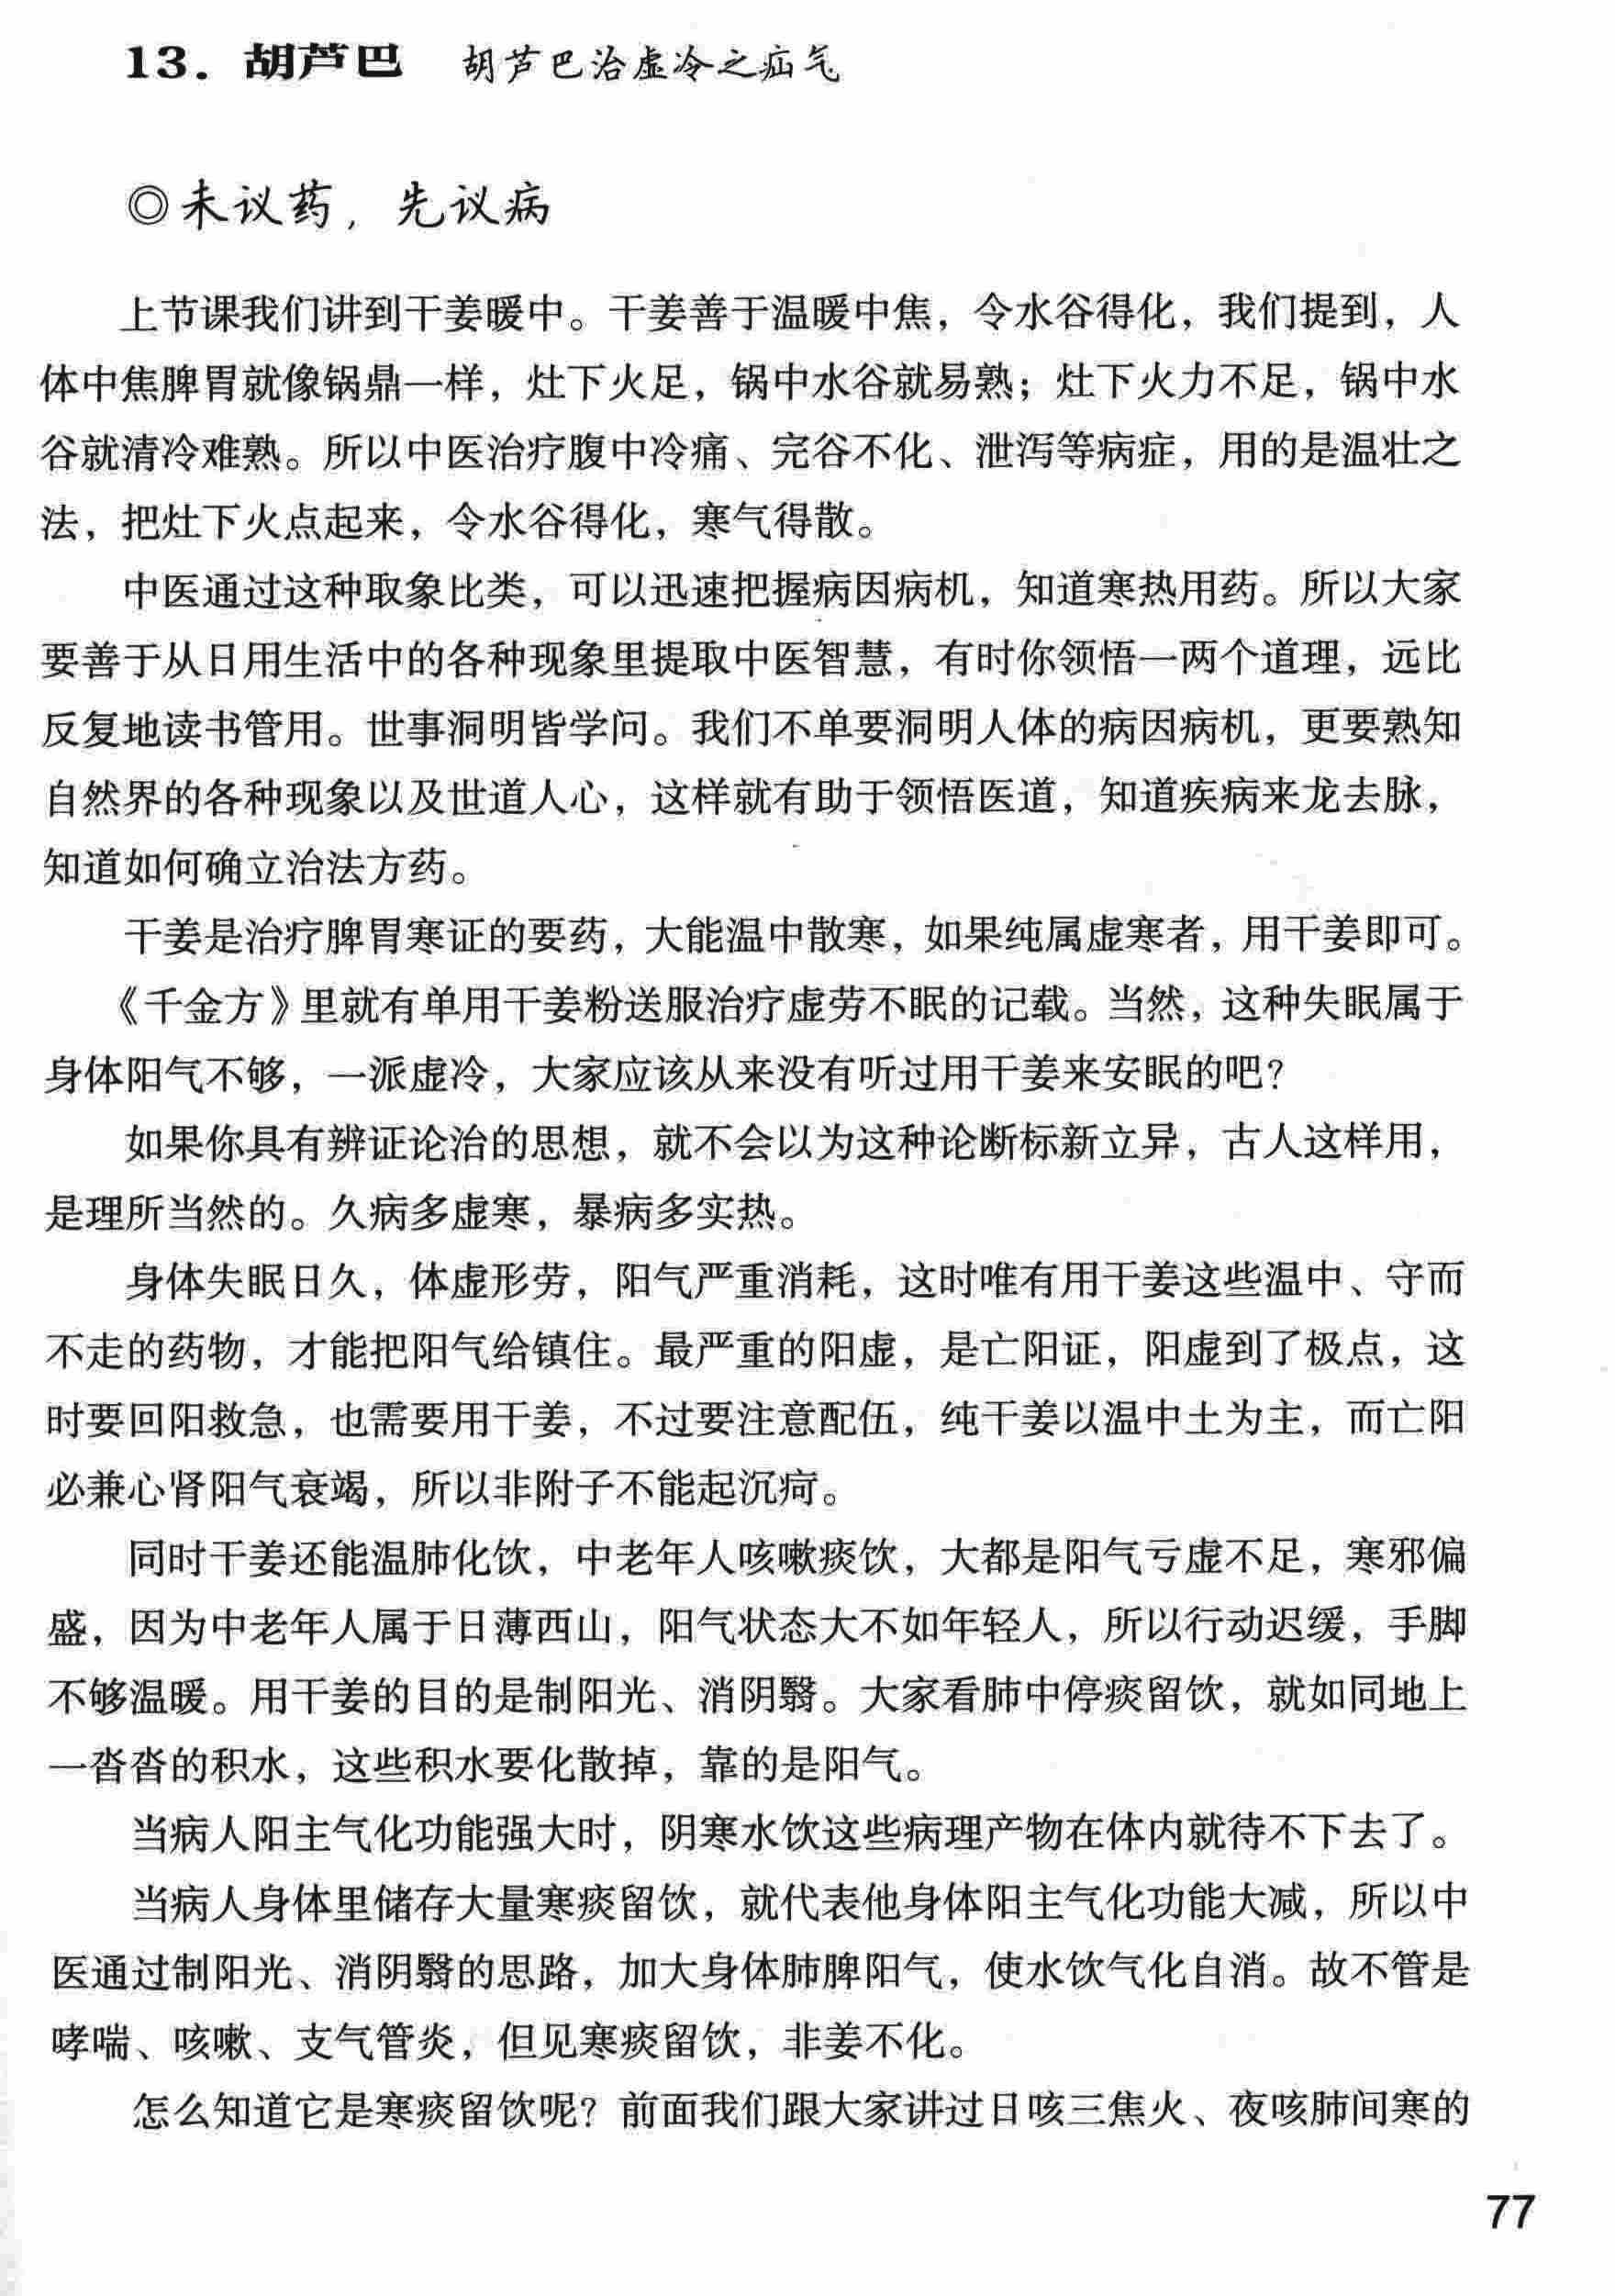 13. 胡芦巴 胡芦巴治虚冷之疝气
◎未议药，先议病
上节课我们讲到干姜暖中。干姜善于温暖中焦，令水谷得化，我们提到，人
体中焦脾胃就像锅鼎一样，灶下火足，锅中水谷就易熟；灶下火力不足，锅中水
谷就清冷难熟。所以中医治疗腹中冷痛、完谷不化、泄泻等病症，用的是温壮之
法，把灶下火点起来，令水谷得化，寒气得散。
中医通过这种取象比类，可以迅速把握病因病机，知道寒热用药。所以大家
要善于从日用生活中的各种现象里提取中医智慧，有时你领悟一两个道理，远比
反复地读书管用。世事洞明皆学问。我们不单要洞明人体的病因病机，更要熟知
自然界的各种现象以及世道人心，这样就有助于领悟医道，知道疾病来龙去脉，
知道如何确立治法方药。
干姜是治疗脾胃寒证的要药，大能温中散寒，如果纯属虚寒者，用干姜即可。
《千金方》里就有单用干姜粉送服治疗虚劳不眠的记载。当然，这种失眠属于
身体阳气不够，一派虚冷，大家应该从来没有听过用干姜来安眠的吧？
如果你具有辨证论治的思想，就不会以为这种论断标新立异，古人这样用，
是理所当然的。久病多虚寒，暴病多实热。
身体失眠日久，体虚形劳，阳气严重消耗，这时唯有用干姜这些温中、守而
不走的药物，才能把阳气给镇住。最严重的阳虚，是亡阳证，阳虚到了极点，这
时要回阳救急，也需要用干姜，不过要注意配伍，纯干姜以温中土为主，而亡阳
必兼心肾阳气衰竭，所以非附子不能起沉疴。
同时干姜还能温肺化饮，中老年人咳嗽痰饮，大都是阳气亏虚不足，寒邪偏
盛，因为中老年人属于日薄西山，阳气状态大不如年轻人，所以行动迟缓，手脚
不够温暖。用干姜的目的是制阳光、消阴翳。大家看肺中停痰留饮，就如同地上
一沓沓的积水，这些积水要化散掉，靠的是阳气。
当病人阳主气化功能强大时，阴寒水饮这些病理产物在体内就待不下去了。
当病人身体里储存大量寒痰留饮，就代表他身体阳主气化功能大减，所以中
医通过制阳光、消阴翳的思路，加大身体肺脾阳气，使水饮气化自消。故不管是
哮喘、咳嗽、支气管炎，但见寒痰留饮，非姜不化。
怎么知道它是寒痰留饮呢？前面我们跟大家讲过日咳三焦火、夜咳肺间寒的
77